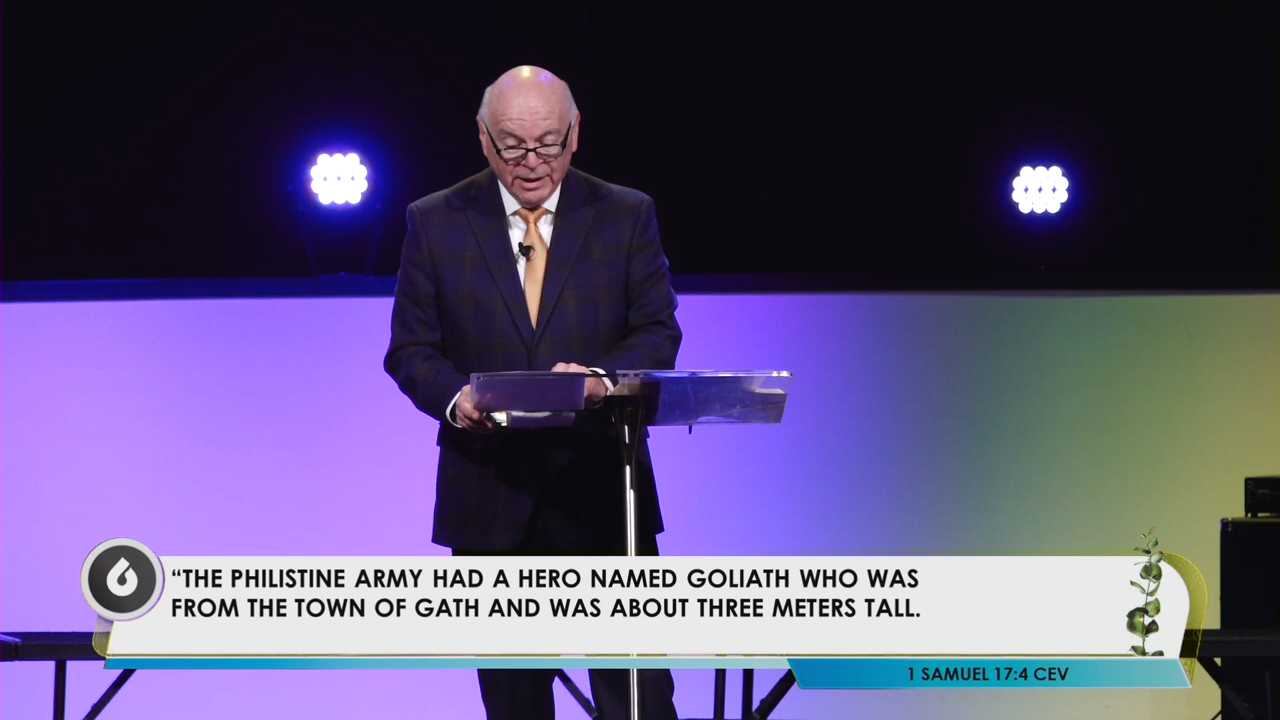 “THE PHILISTINE ARMY HAD A HERO NAMED GOLIATH WHO WAS
FROM THE TOWN OF GATH AND WAS ABOUT THREE METERS TALL.
1 SAMUEL 17:4 CEV